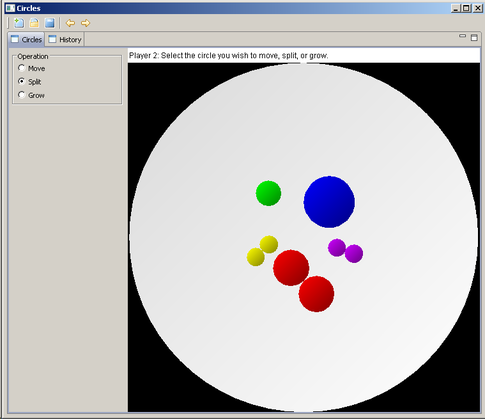 Circles
Circles
History
Player 2: Select the circle you wish to move, split, or grow.
Operation
Move
Split
Grow